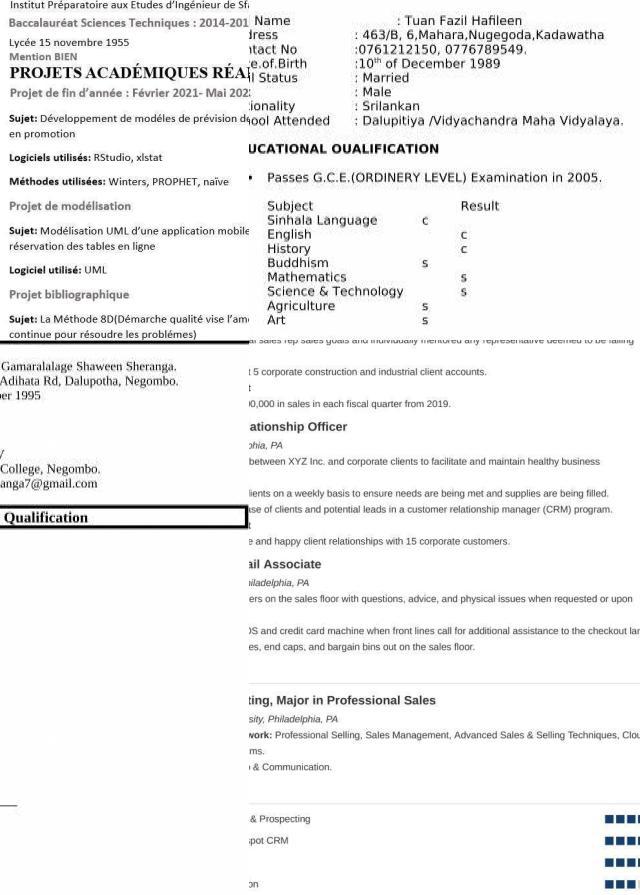 Institut Préparatoire aux Etudes d'Ingénieur de
Baccalauréat Sciences Techniques : 2014-201
Lycée 15 novembre 1955
Mention BIEN
PROJETS ACADÉMIQUES
Projet de fin d'année : Février 2021- Mai
Sujet: Développement de modéles de prévision
en promotion
Logiciels utilisés: RStudio, xlstat
Méthodes utilisées: Winters, PROPHET, naïve
Projet de modélisation
Sujet: Modélisation UML d'une application mobile
réservation des tables en ligne
Logiciel utilisé: UML
Projet bibliographique
Sujet: La Méthode 8D(Démarche qualité vise
continue pour résoudre les problémes)
Name : Tuan Fazil Hafileen
dress : 463/B, 6,Mahara,Nugegoda,Kadawatha
ntact No :0761212150, 0776789549.
e.of.Birth :10th of December 1989
l Status : Married
: Male
ionality : Srilankan
ool Attended : Dalupitiya /Vidyachandra Maha Vidyalaya.
UCATIONAL OUALIFICATION
• Passes G.C.E.(ORDINERY LEVEL) Examination in 2005.
Subject Result
Sinhala Language c
English c
History c
Buddhism s
Mathematics s
Science & Technology s
Agriculture s
Art s
Gamaralalage Shaween Sheranga.
Adihata Rd, Dalupotha, Negombo.
er 1995
College, Negombo.
anga7@gmail.com
Qualification
sales rep sales goals and individually mentored any representative deemed to be falling
5 corporate construction and industrial client accounts.
00,000 in sales in each fiscal quarter from 2019.
ationship Officer
phia, PA
between XYZ Inc. and corporate clients to facilitate and maintain healthy business
lients on a weekly basis to ensure needs are being met and supplies are being filled.
se of clients and potential leads in a customer relationship manager (CRM) program.
e and happy client relationships with 15 corporate customers.
ail Associate
iladelphia, PA
ers on the sales floor with questions, advice, and physical issues when requested or upon
OS and credit card machine when front lines call for additional assistance to the checkout
es, end caps, and bargain bins out on the sales floor.
ting, Major in Professional Sales
sity, Philadelphia, PA
work: Professional Selling, Sales Management, Advanced Sales & Selling Techniques,
ms.
& Communication.
& Prospecting
spot CRM
on